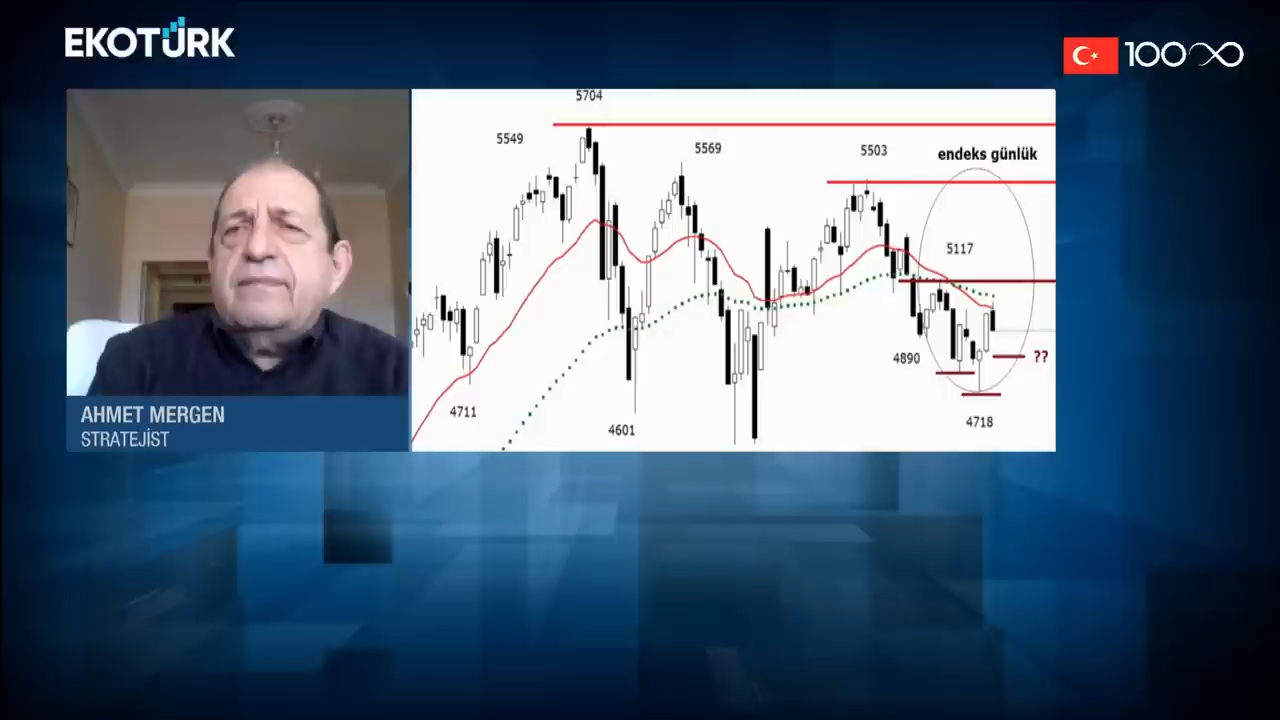 EKOTÜRK
100
5704
5549
5569
5503
endeks günlük
5117
4890
??
4711
4601
4718
AHMET MERGEN
STRATEJİST